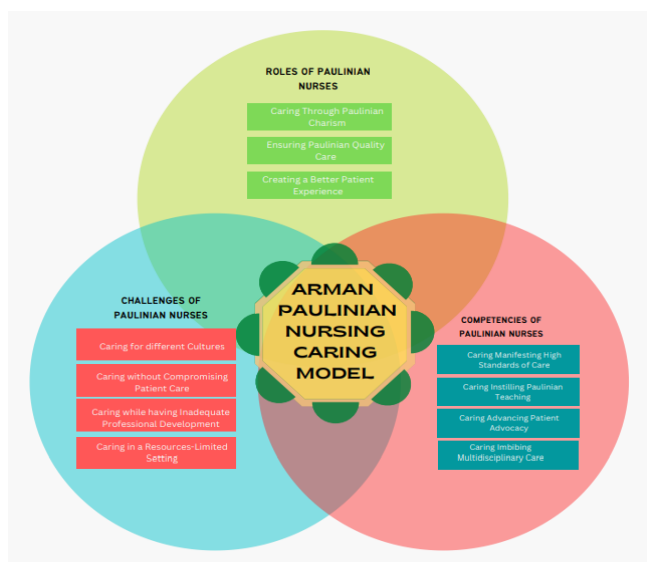 ROLES OF PAULINIAN
NURSES
Caring Through Paulinian
Charism
Ensuring Paulinian Quality
Care
Creating a Better Patient
Experience
ARMAN
PAULINIAN
NURSING
CARING
MODEL
CHALLENGES OF
PAULINIAN NURSES
Caring for different Cultures
Caring without Compromising
Patient Care
Caring while having Inadequate
Professional Development
Caring in a Resources-Limited
Setting
COMPETENCIES OF
PAULINIAN NURSES
Caring Manifesting High
Standards of Care
Caring Instilling Paulinian
Teaching
Caring Advancing Patient
Advocacy
Caring Imbibing
Multidisciplinary Care